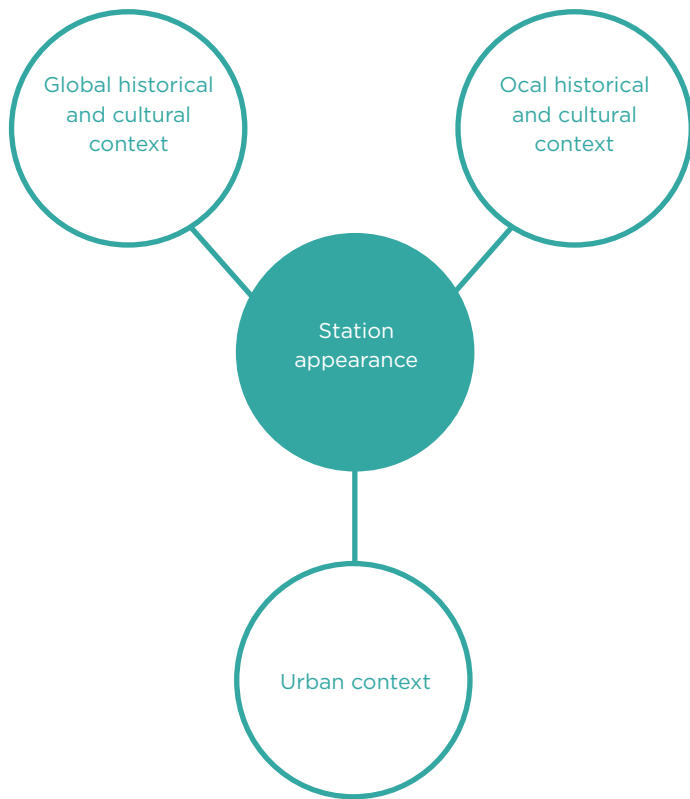 Global historical
and cultural
context
Ocal historical
and cultural
context
Station
appearance
Urban context